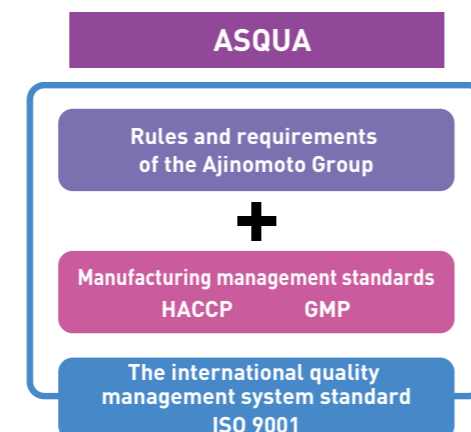 ASQUA
Rules and requirements
of the Ajinomoto Group
+
Manufacturing management standards
HACCP GMP
The international quality
management system standard
ISO 9001